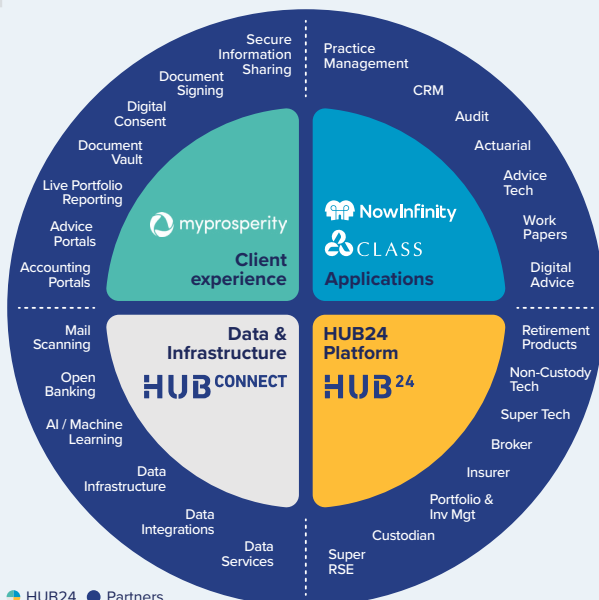 Secure
Information
Sharing
Document
Signing
Digital
Consent
Document
Vault
Live Portfolio
Reporting
Advice
Portals
Accounting
Portals
Practice
Management
CRM
Audit
Actuarial
Advice
Tech
Work
Papers
Digital
Advice
myprosperity
Client
experience
NowInfinity
CLASS
Applications
Data &
Infrastructure
HUB CONNECT
HUB24
Platform
HUB 24
Mail
Scanning
Open
Banking
AI / Machine
Learning
Data
Infrastructure
Data
Integrations
Data
Services
Retirement
Products
Non-Custody
Tech
Super Tech
Broker
Insurer
Portfolio &
Inv Mgt
Custodian
Super
RSE
HUB24 Partners